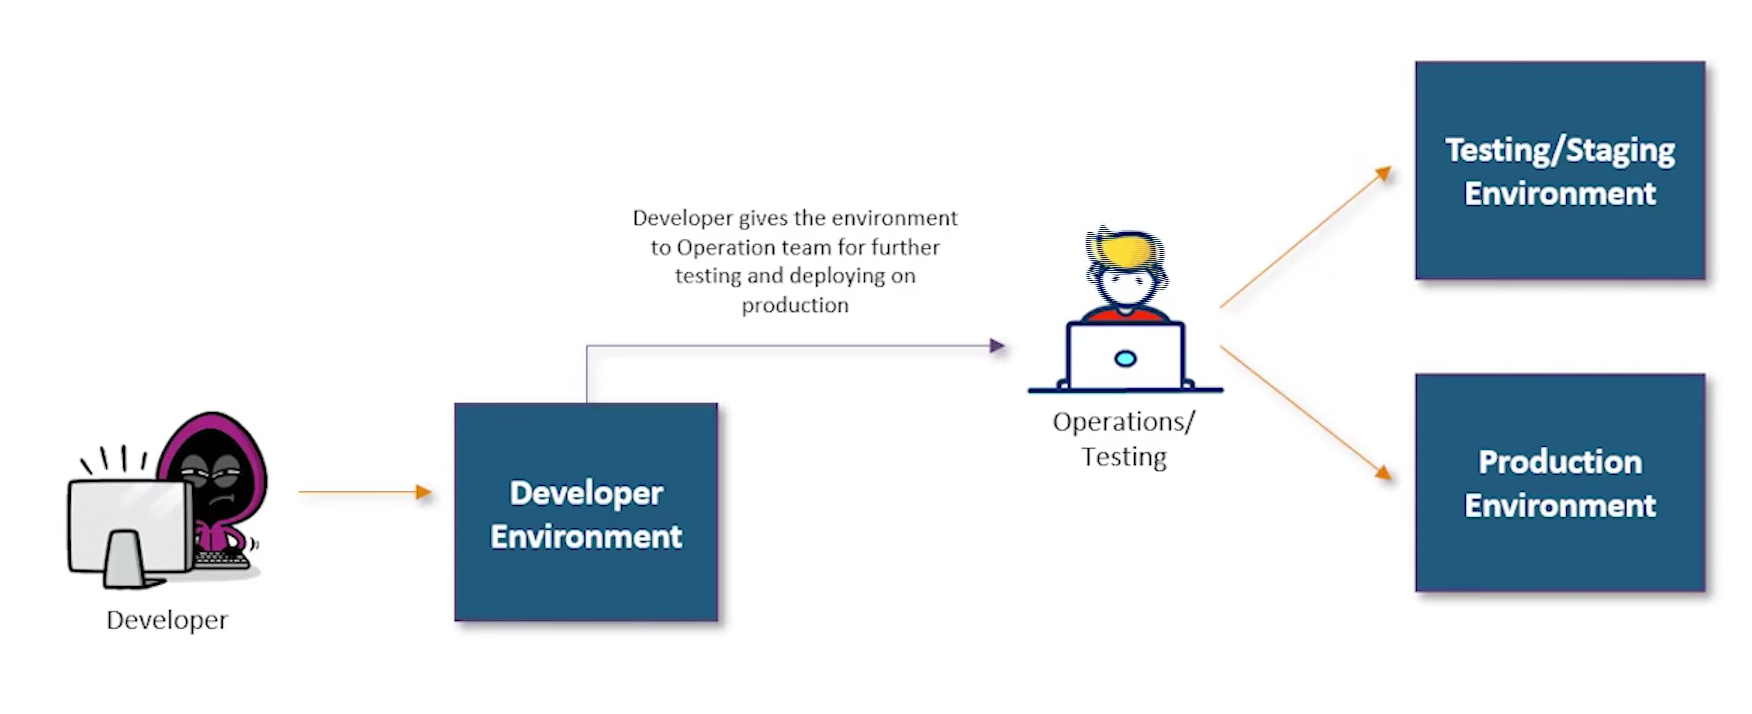 Developer
Developer
Environment
Developer gives the environment
to Operation team for further
testing and deploying on
production
Operations/
Testing
Testing/Staging
Environment
Production
Environment